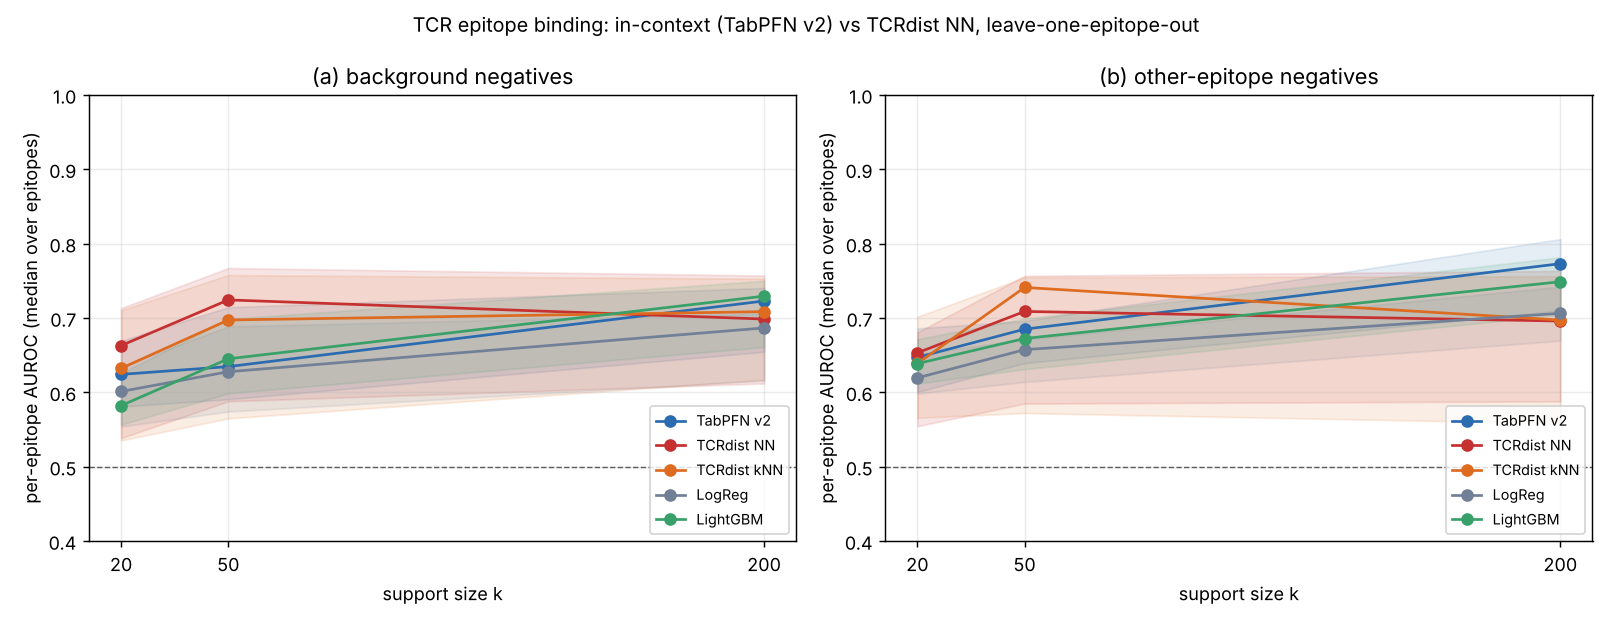 TCR epitope binding: in-context (TabPFN v2) vs TCRdist NN, leave-one-epitope-out
(a) background negatives
per-epitope AUROC (median over epitopes)
1.0
0.9
0.8
0.7
0.6
0.5
0.4
20
50
200
support size k
TabPFN v2
TCRdist NN
TCRdist kNN
LogReg
LightGBM
(b) other-epitope negatives
per-epitope AUROC (median over epitopes)
1.0
0.9
0.8
0.7
0.6
0.5
0.4
20
50
200
support size k
TabPFN v2
TCRdist NN
TCRdist kNN
LogReg
LightGBM